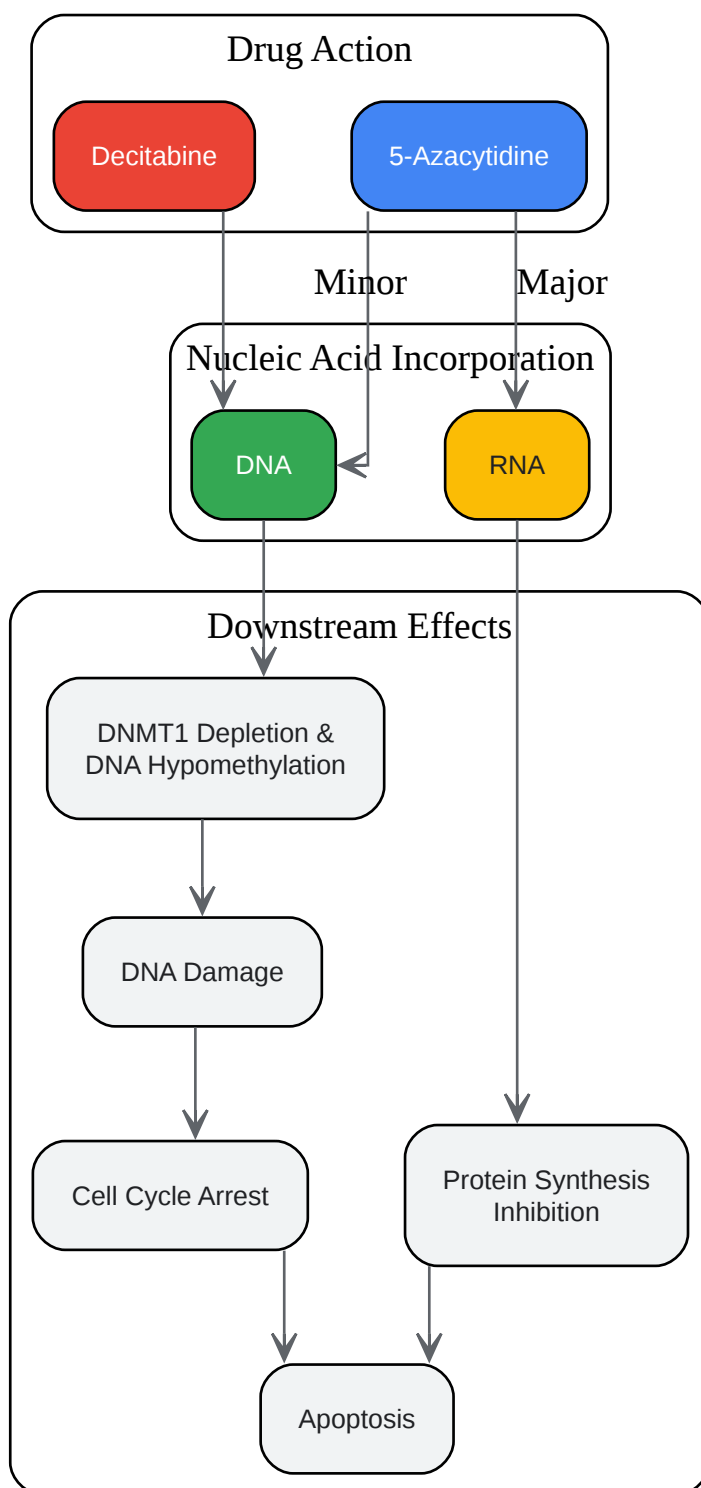 Drug Action
Decitabine
5-Azacytidine
Minor
Major
Nucleic Acid Incorporation
DNA
RNA
Downstream Effects
DNMT1 Depletion &
DNA Hypomethylation
DNA Damage
Cell Cycle Arrest
Protein Synthesis
Inhibition
Apoptosis